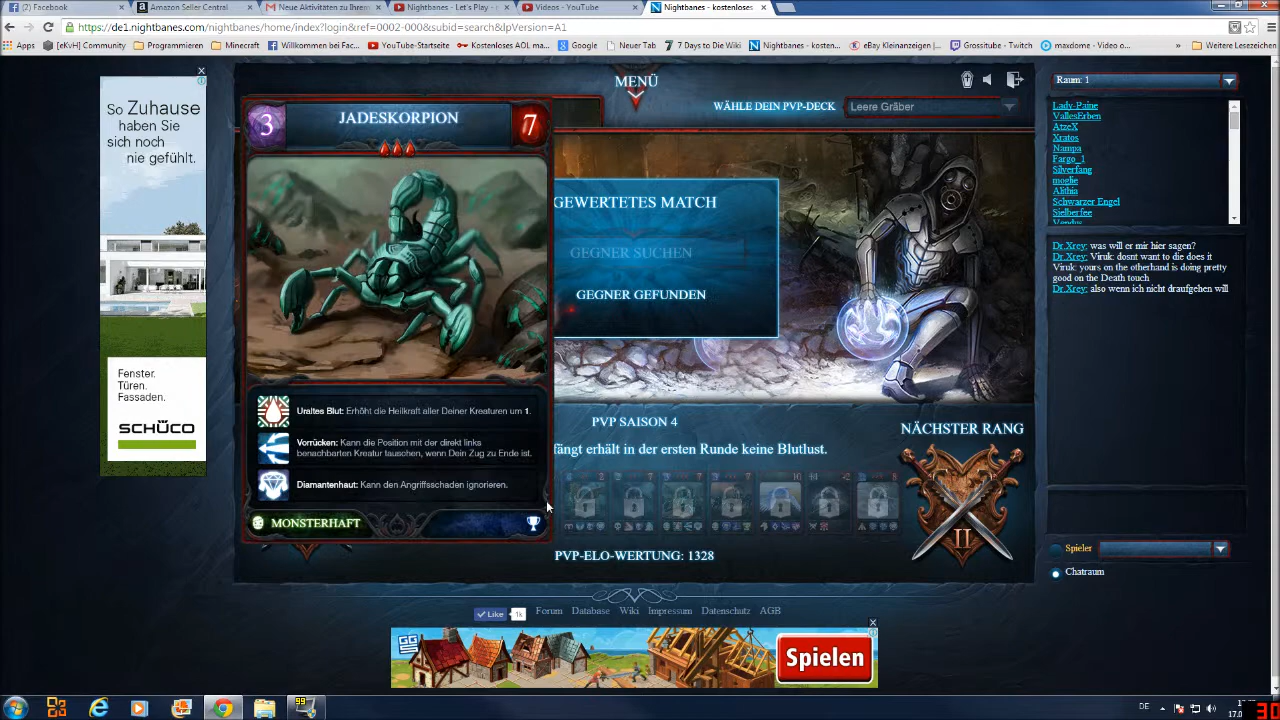 (2) Facebook
Amazon Seller Central
Neue Aktivitäten zu Ihrem
Nightbanes - Let's Play -
Videos - YouTube
Nightbanes - kostenloses
https://de1.nightbanes.com/nightbanes/home/index?login&ref=0002-000&subid=search&lpVersion=A1
Apps
[eKvH] Community
Programmieren
Minecraft
Willkommen bei Fac...
YouTube-Startseite
Kostenloses AOL ma...
Google
Neuer Tab
7 Days to Die Wiki
Nightbanes - kosten...
eBay Kleinanzeigen |...
Grossitube - Twitch
maxdome - Video o...
»
Weitere Lesezeichen
MENÜ
WÄHLE DEIN PVP-DECK
Leere Gräber
Raum: 1
Lady-Paine
VallesErben
AtzeX
Xratos
Nampa
Fargo_1
Silverfang
moglie
Alithia
Schwarzer Engel
Sielberfee
So Zuhause
haben Sie
sich noch
nie gefühlt.
Fenster.
Türen.
Fassaden.
SCHÜCO
3
JADESKORPION
7
Uraltes Blut: Erhöht die Heilkraft aller Deiner Kreaturen um 1.
Vorrücken: Kann die Position mit der direkt links
benachbarten Kreatur tauschen, wenn Dein Zug zu Ende ist.
Diamantenhaut: Kann den Angriffsschaden ignorieren.
MONSTERHAFT
GEWERTETES MATCH
GEGNER SUCHEN
GEGNER GEFUNDEN
PVP SAISON 4
fängt erhält in der ersten Runde keine Blutlust.
PVP-ELO-WERTUNG: 1328
NÄCHSTER RANG
II
Dr.Xrey: was will er mir hier sagen?
Dr.Xrey: Viruk: dosnt want to die does it
Viruk: yours on the otherhand is doing pretty
good on the Death touch
Dr.Xrey: also wenn ich nicht draufgehen will
Spieler
Chatraum
Like
1k
Forum
Database
Wiki
Impressum
Datenschutz
AGB
Spielen
99
DE
30